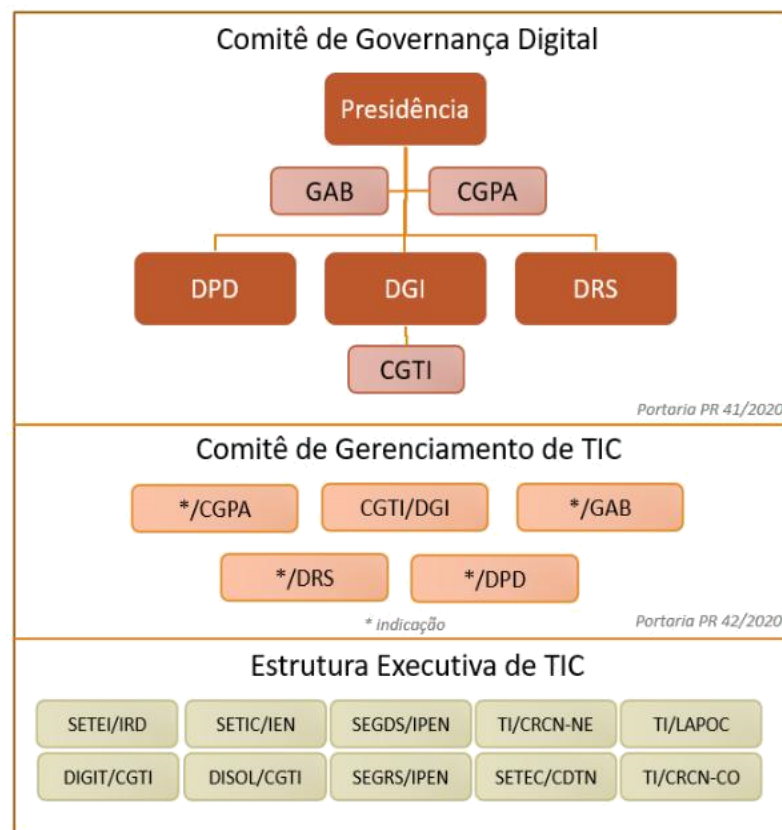 Comitê de Governança Digital
Presidência
GAB
CGPA
DPD
DGI
DRS
CGTI
Portaria PR 41/2020
Comitê de Gerenciamento de TIC
*/CGPA
CGTI/DGI
*/GAB
*/DRS
*/DPD
* indicação
Portaria PR 42/2020
Estrutura Executiva de TIC
SETEI/IRD
SETIC/IEN
SEGDS/IPEN
TI/CRCN-NE
TI/LAPOC
DIGIT/CGTI
DISOL/CGTI
SEGRS/IPEN
SETEC/CDTN
TI/CRCN-CO